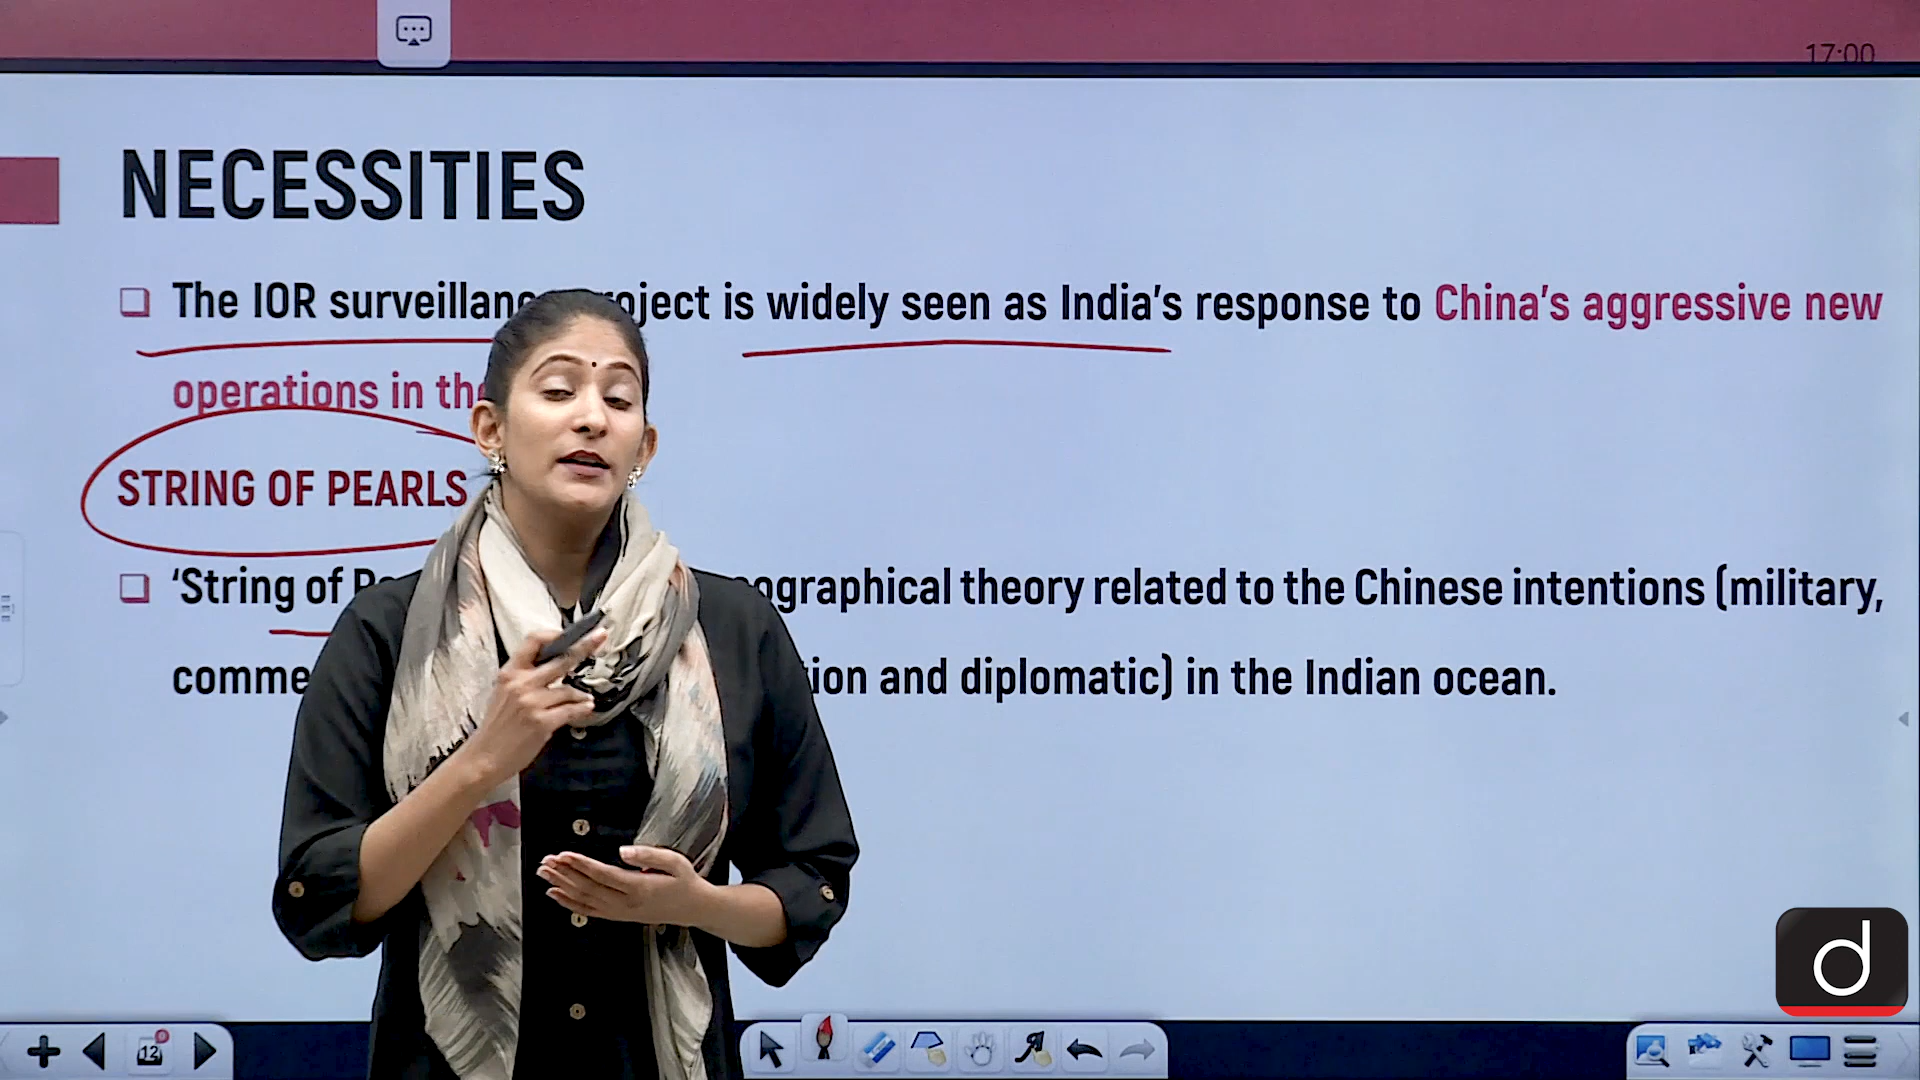 17:00
NECESSITIES
The IOR surveillance project is widely seen as India's response to China's aggressive new
operations in the
STRING OF PEARLS
'String of ographical theory related to the Chinese intentions (military,
comme tion and diplomatic) in the Indian ocean.
d
12